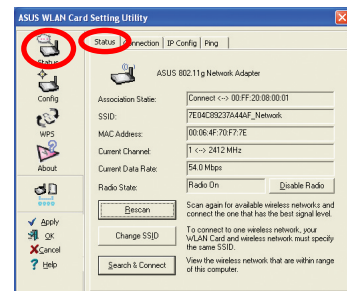 ASUS WLAN Card Setting Utility
Status
Config
WPS
About
Apply
OK
Cancel
Help
Status Connection IP Config Ping
ASUS 802.11g Network Adapter
Association Statie: Connect <--> 00:FF:20:08:00:01
SSID: 7E04C89237A44AF_Network
MAC Address: 00:06:4F:70:F7:7E
Current Channel: 1 <--> 2412 MHz
Current Data Rate: 54.0 Mbps
Radio State: Radio On Disable Radio
Rescan Scan again for available wireless networks and
connect the one that has the best signal level.
Change SSID To connect to one wireless network, your
WLAN Card and wireless network must specify
the same SSID.
Search & Connect View the wireless network that are within range
of this computer.